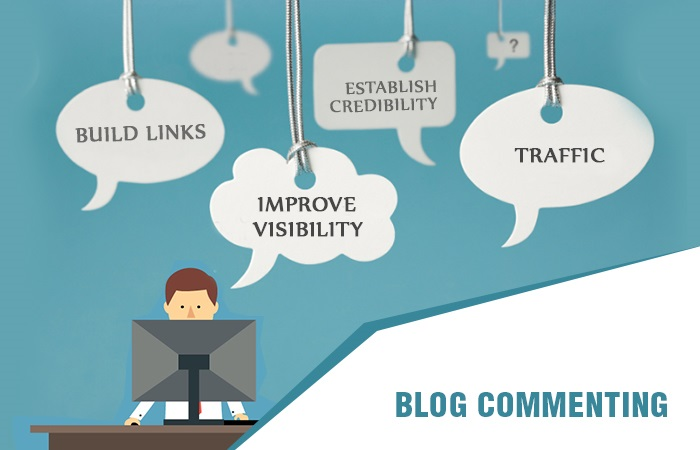 ?
ESTABLISH
CREDIBILITY
BUILD LINKS
TRAFFIC
IMPROVE
VISIBILITY
BLOG COMMENTING